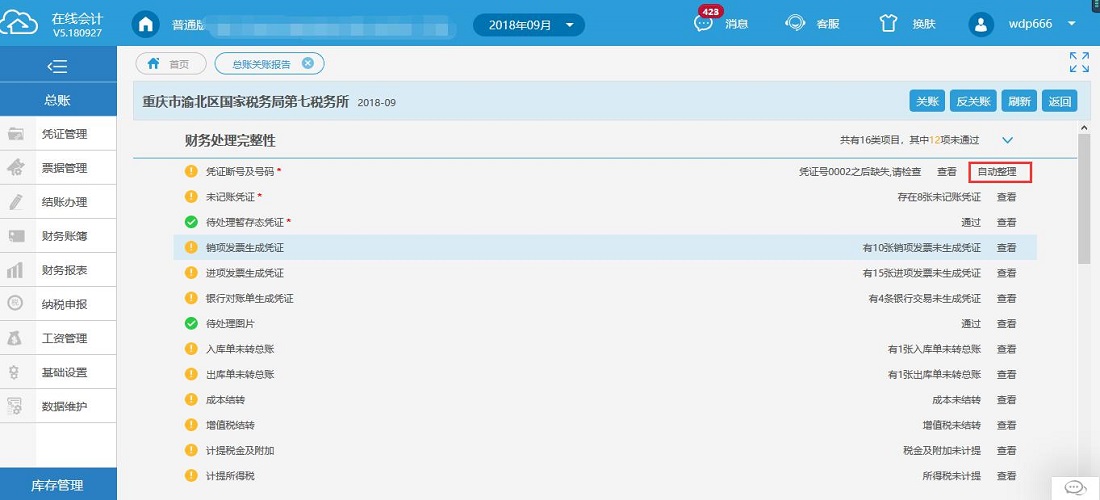 在线会计
V5.180927
普通版
2018年09月
423
消息
客服
换肤
wdp666
首页
总账关账报告
总账
凭证管理
票据管理
结账办理
财务账簿
财务报表
纳税申报
工资管理
基础设置
数据维护
库存管理
重庆市渝北区国家税务局第七税务所 2018-09
关账 反关账 刷新 返回
财务处理完整性 共有16类项目，其中12项未通过
凭证断号及号码* 凭证号0002之后缺失,请检查 查看 自动整理
未记账凭证* 存在8张未记账凭证 查看
待处理暂存态凭证* 通过 查看
销项发票生成凭证 有10张销项发票未生成凭证 查看
进项发票生成凭证 有15张进项发票未生成凭证 查看
银行对账单生成凭证 有4条银行交易未生成凭证 查看
待处理图片 通过 查看
入库单未转总账 有1张入库单未转总账 查看
出库单未转总账 有1张出库单未转总账 查看
成本结转 成本未结转 查看
增值税结转 增值税未结转 查看
计提税金及附加 税金及附加未计提 查看
计提所得税 所得税未计提 查看